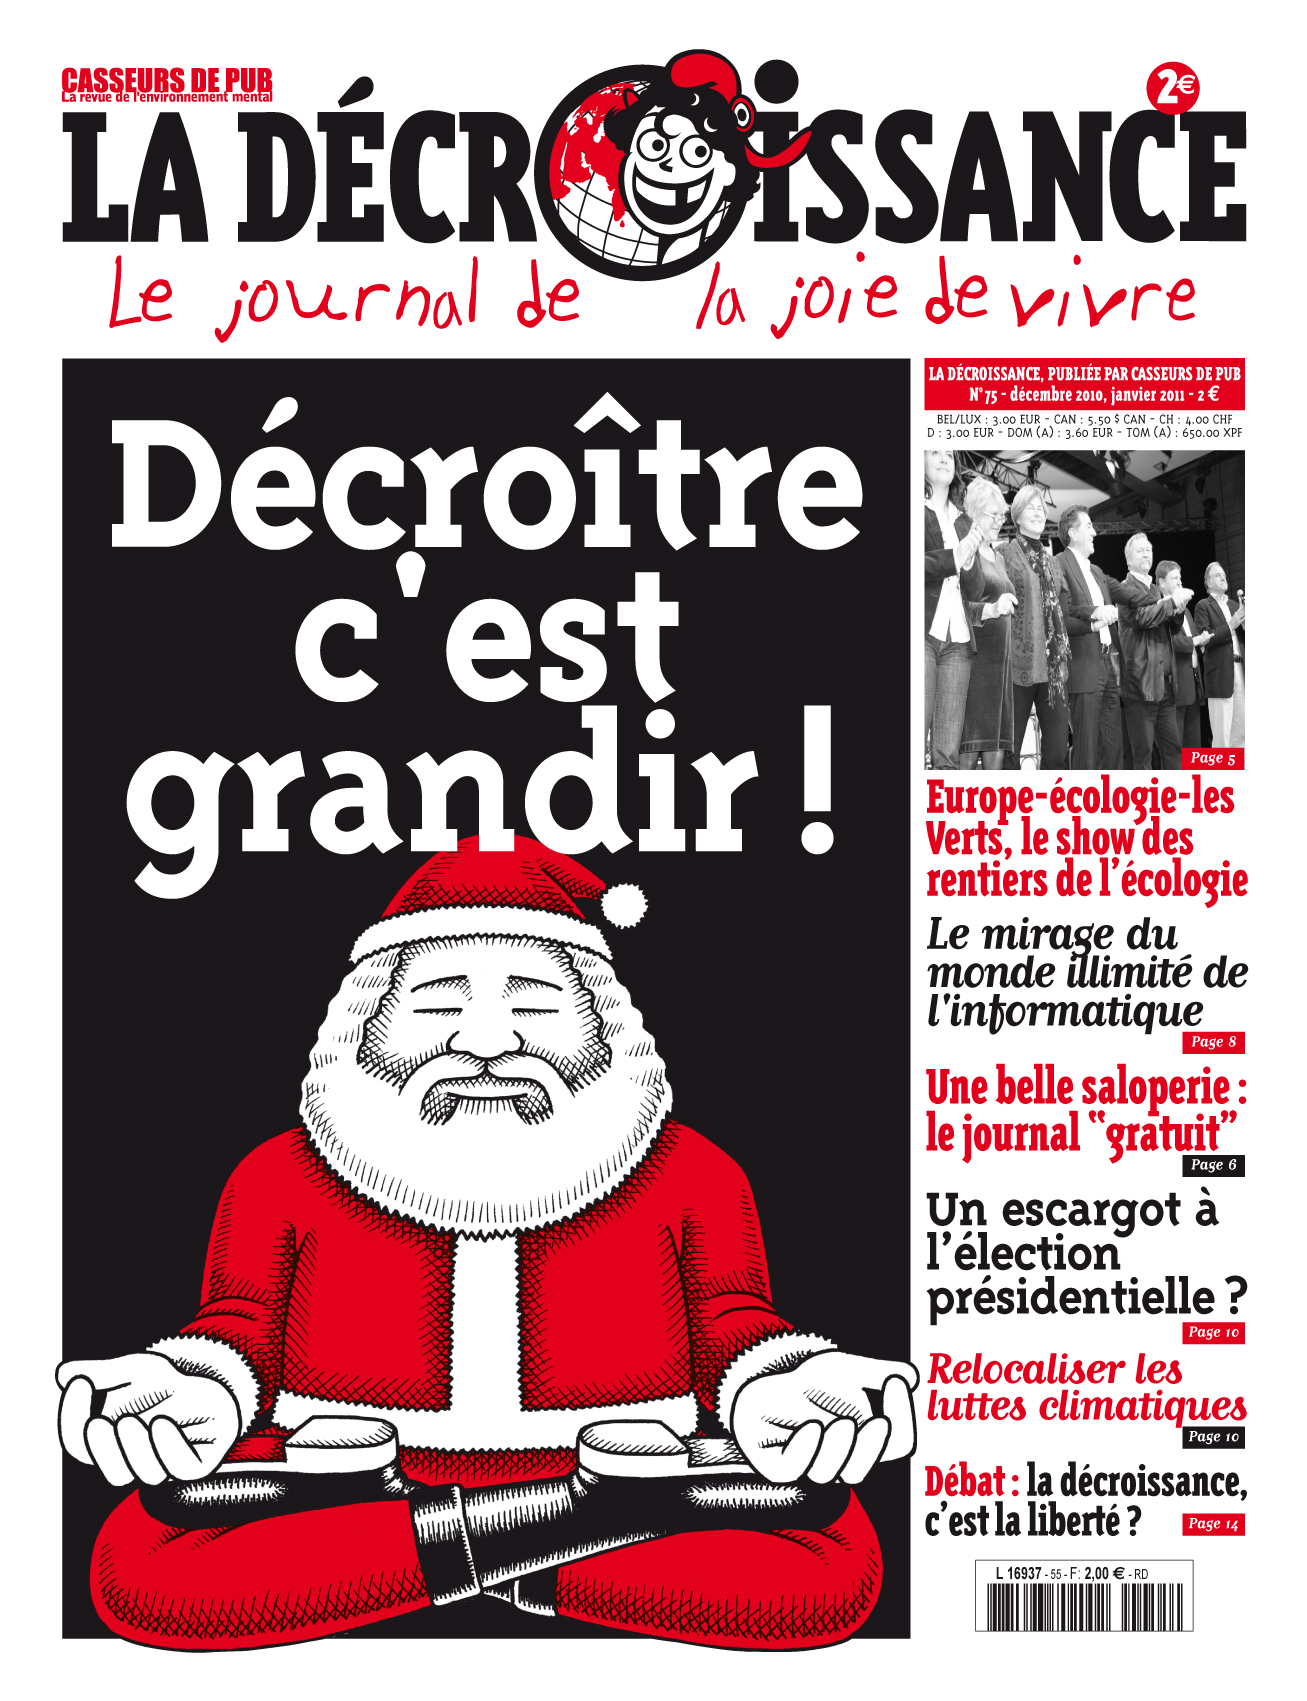 CASSEURS DE PUB
La revue de l'environnement mental
2€
LA DÉCROISSANCE
Le journal de la joie de vivre
Décroître
c'est
grandir !
LA DÉCROISSANCE, PUBLIÉE PAR CASSEURS DE PUB
N°75 - décembre 2010, janvier 2011 - 2 €
BEL/LUX : 3.00 EUR - CAN : 5.50 $ CAN - CH : 4.00 CHF
D : 3.00 EUR - DOM (A) : 3.60 EUR - TOM (A) : 650.00 XPF
Page 5
Europe-écologie-les
Verts, le show des
rentiers de l'écologie
Le mirage du
monde illimité de
l'informatique
Page 8
Une belle saloperie :
le journal “gratuit”
Page 6
Un escargot à
l'élection
présidentielle ?
Page 10
Relocaliser les
luttes climatiques
Page 10
Débat : la décroissance,
c'est la liberté ?
Page 14
L 16937 - 55 - F: 2,00 € - RD